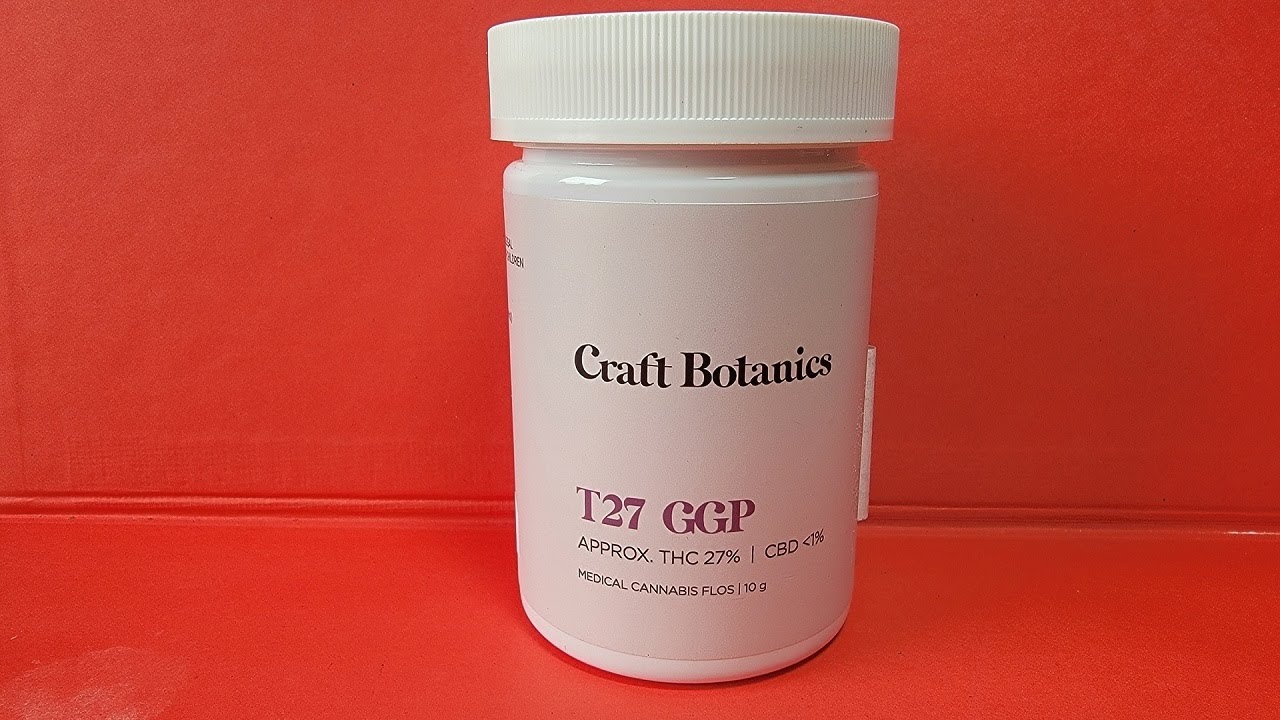 Craft Botanics
T27 GGP
APPROX. THC 27% | CBD <1%
MEDICAL CANNABIS FLOS | 10 g